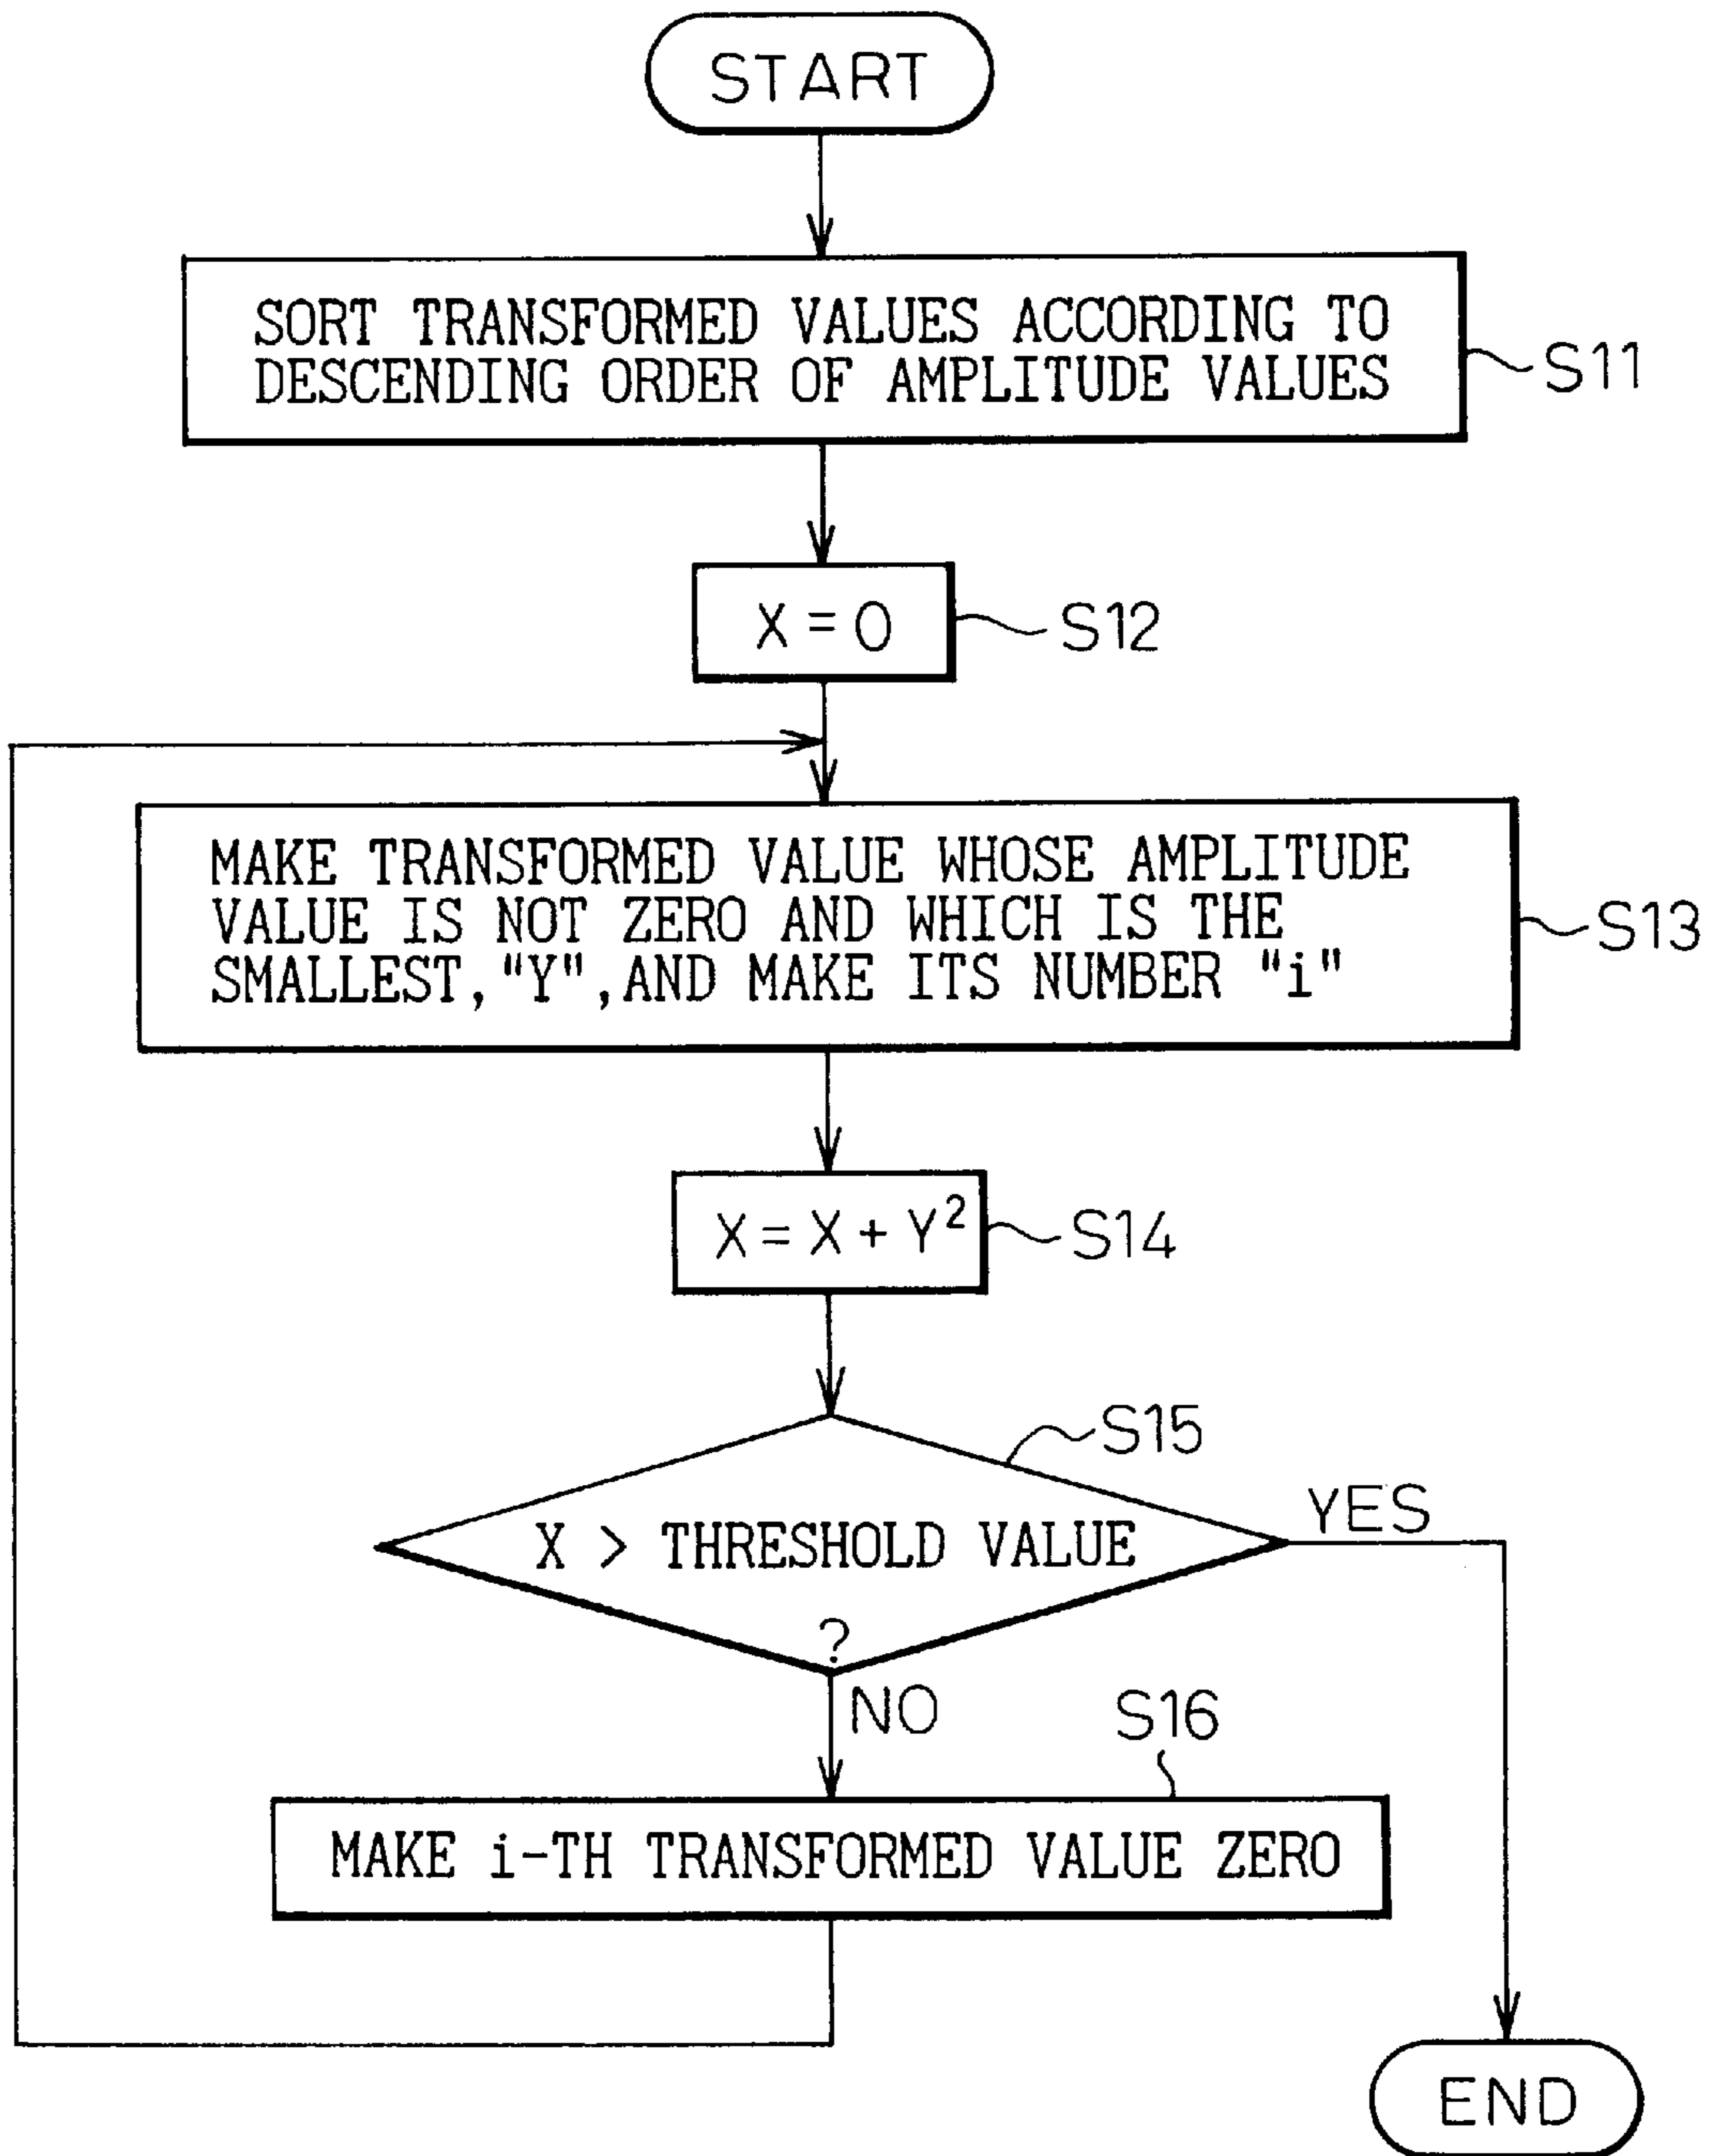 START
SORT TRANSFORMED VALUES ACCORDING TO
DESCENDING ORDER OF AMPLITUDE VALUES
S11
X = 0
S12
MAKE TRANSFORMED VALUE WHOSE AMPLITUDE
VALUE IS NOT ZERO AND WHICH IS THE
SMALLEST, "Y", AND MAKE ITS NUMBER "i"
S13
X = X + Y²
S14
S15
X > THRESHOLD VALUE
?
YES
NO
S16
MAKE i-TH TRANSFORMED VALUE ZERO
END